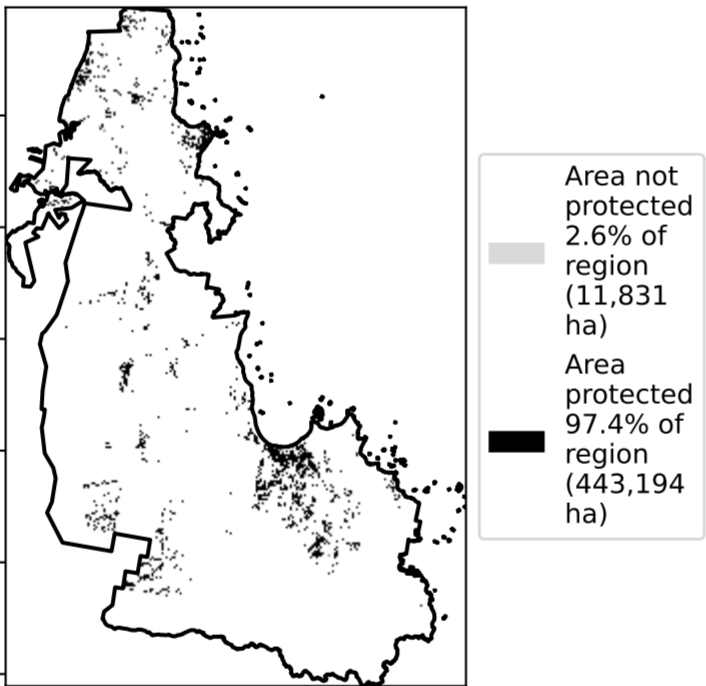 Area not
protected
2.6% of
region
(11,831
ha)
Area
protected
97.4% of
region
(443,194
ha)